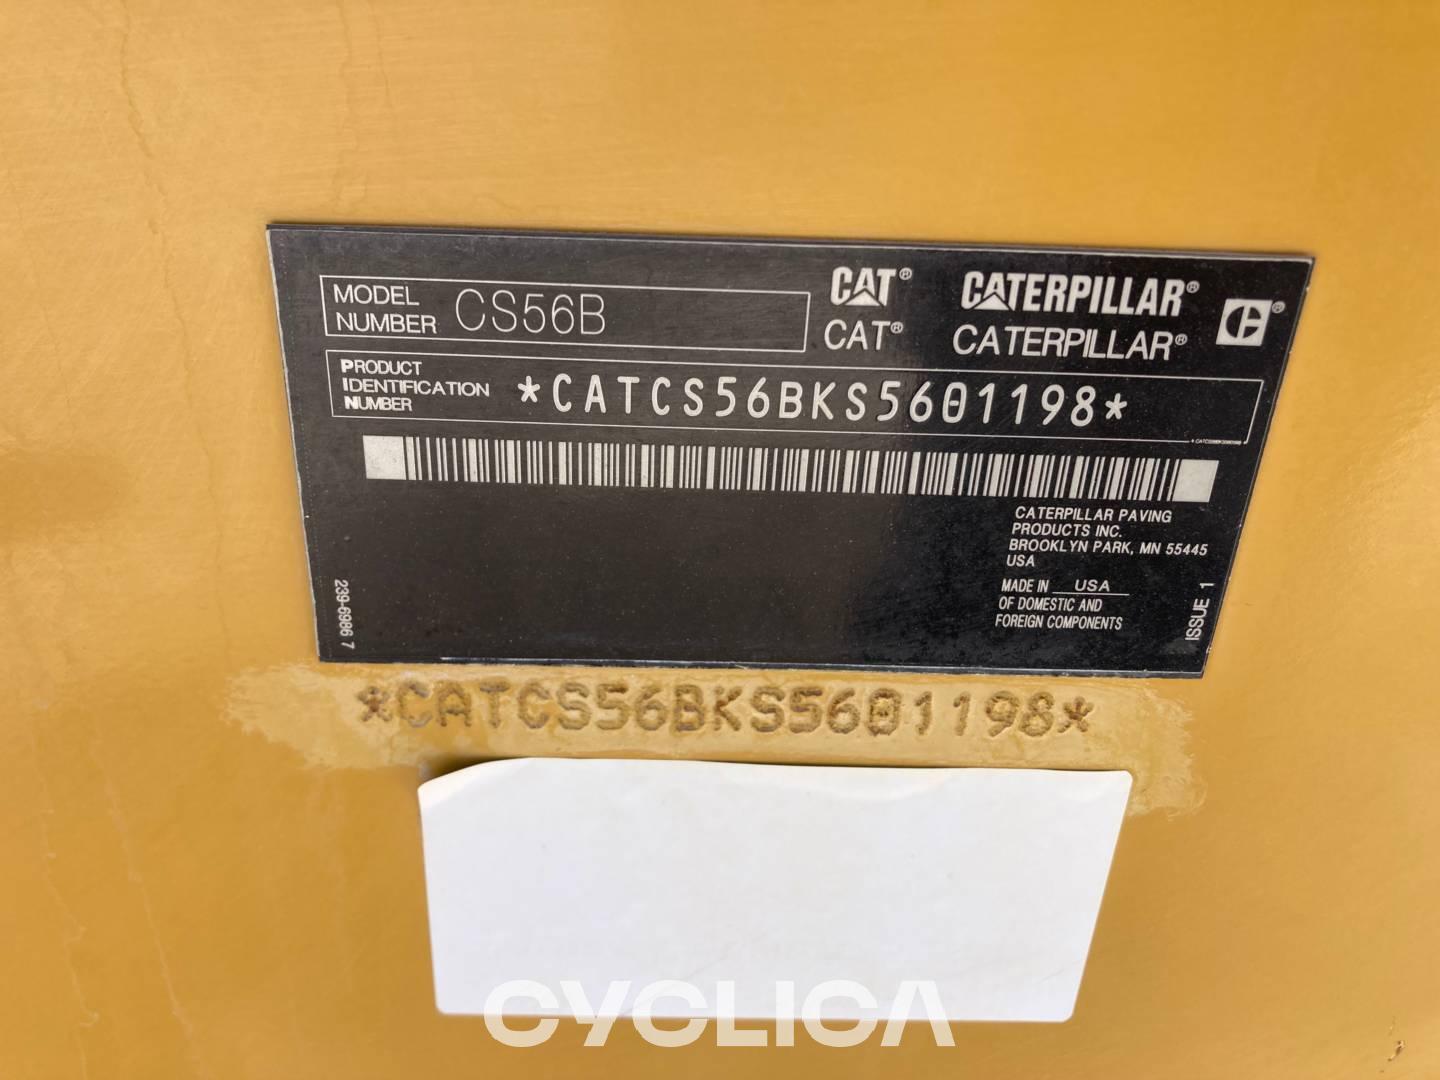 MODEL NUMBER CS56B
CAT® CATERPILLAR® ®
CAT® CATERPILLAR®
PRODUCT
IDENTIFICATION
NUMBER
*CATCS56BKS5601198*
CATERPILLAR PAVING
PRODUCTS INC.
BROOKLYN PARK, MN 55445
USA
MADE IN USA
OF DOMESTIC AND
FOREIGN COMPONENTS
239-6986 7
ISSUE 1
*CATCS56BKS5601198*
CYCLICA